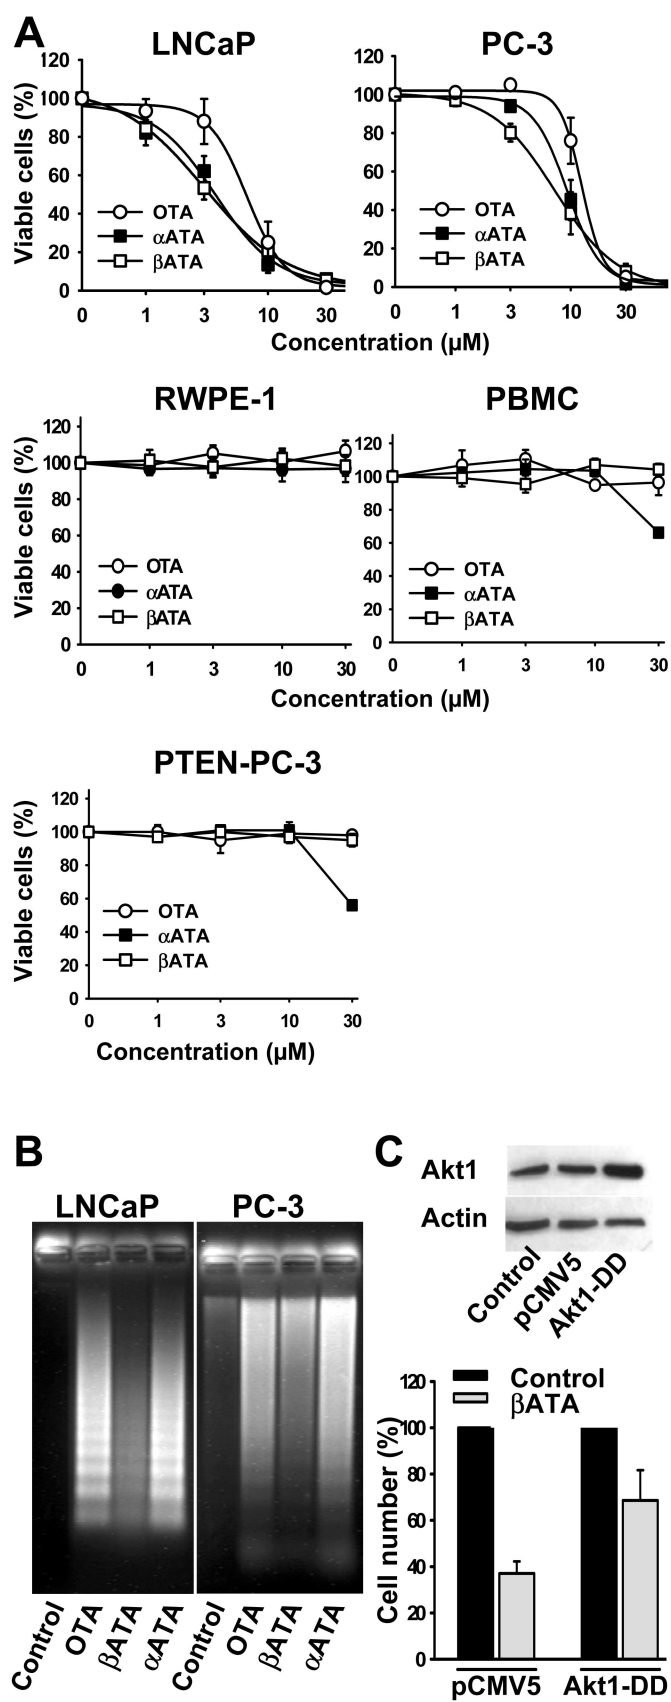 A
LNCaP
PC-3
Viable cells (%)
120
100
80
60
40
20
0
OTA
αATA
βATA
0 1 3 10 30
120
100
80
60
40
20
0
OTA
αATA
βATA
0 1 3 10 30
Concentration (µM)
RWPE-1
PBMC
Viable cells (%)
120
100
80
60
40
20
0
OTA
αATA
βATA
0 1 3 10 30
120
100
80
60
40
20
0
OTA
αATA
βATA
0 1 3 10 30
Concentration (µM)
PTEN-PC-3
Viable cells (%)
120
100
80
60
40
20
0
OTA
αATA
βATA
0 1 3 10 30
Concentration (µM)
B
LNCaP
PC-3
Control
OTA
βATA
αATA
Control
OTA
βATA
αATA
C
Akt1
Actin
Control
pCMV5
Akt1-DD
Control
βATA
Cell number (%)
120
100
80
60
40
20
0
pCMV5 Akt1-DD